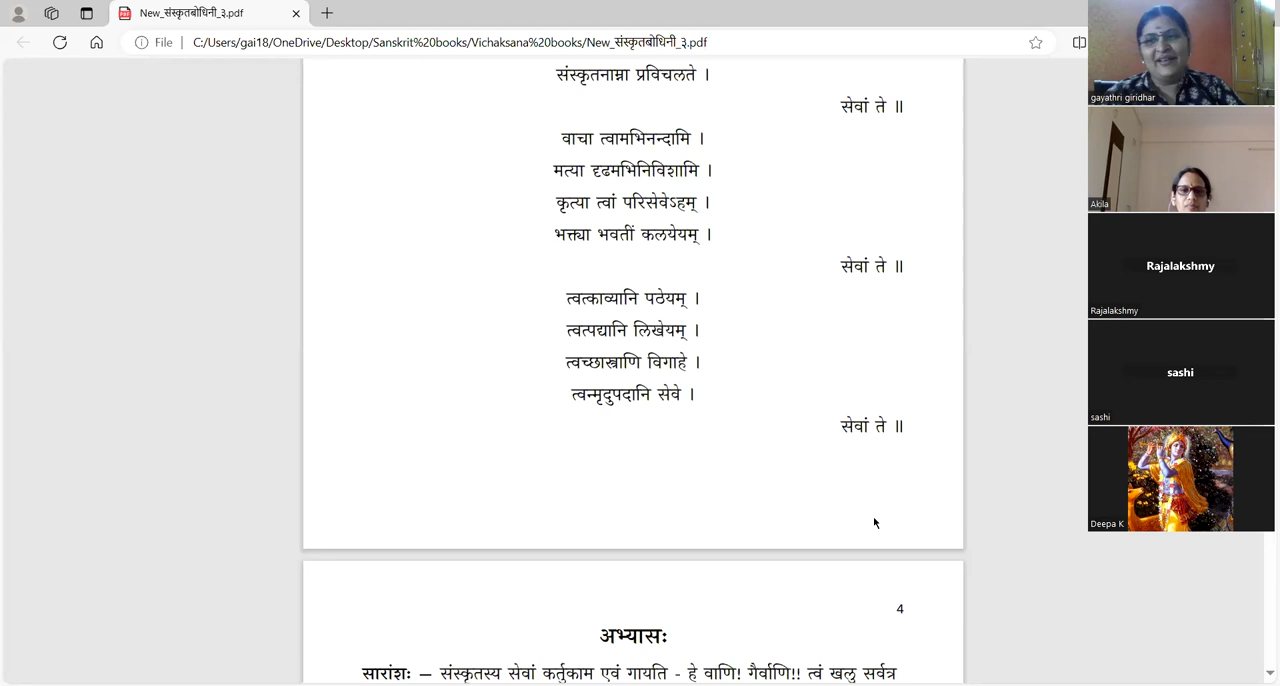 New_संस्कृतबोधिनी_३.pdf
File | C:/Users/gai18/OneDrive/Desktop/Sanskrit%20books/Vichaksana%20books/New_संस्कृतबोधिनी_३.pdf
संस्कृतनाम्ना प्रविचलते ।
सेवां ते ॥
वाचा त्वामभिनन्दामि ।
मत्या दृढमभिनिविशामि ।
कृत्या त्वां परिसेवेऽहम् ।
भक्त्या भवतीं कलयेयम् ।
सेवां ते ॥
त्वत्काव्यानि पठेयम् ।
त्वत्पद्यानि लिखेयम् ।
त्वच्छास्त्राणि विगाहे ।
त्वन्मृदुपदानि सेवे ।
सेवां ते ॥
4
अभ्यासः
सारांशः – संस्कृतस्य सेवां कर्तुकाम एवं गायति - हे वाणि! गैर्वाणि!! त्वं खलु सर्वत्र
gayathri giridhar
Akila
Rajalakshmy
Rajalakshmy
sashi
sashi
Deepa K